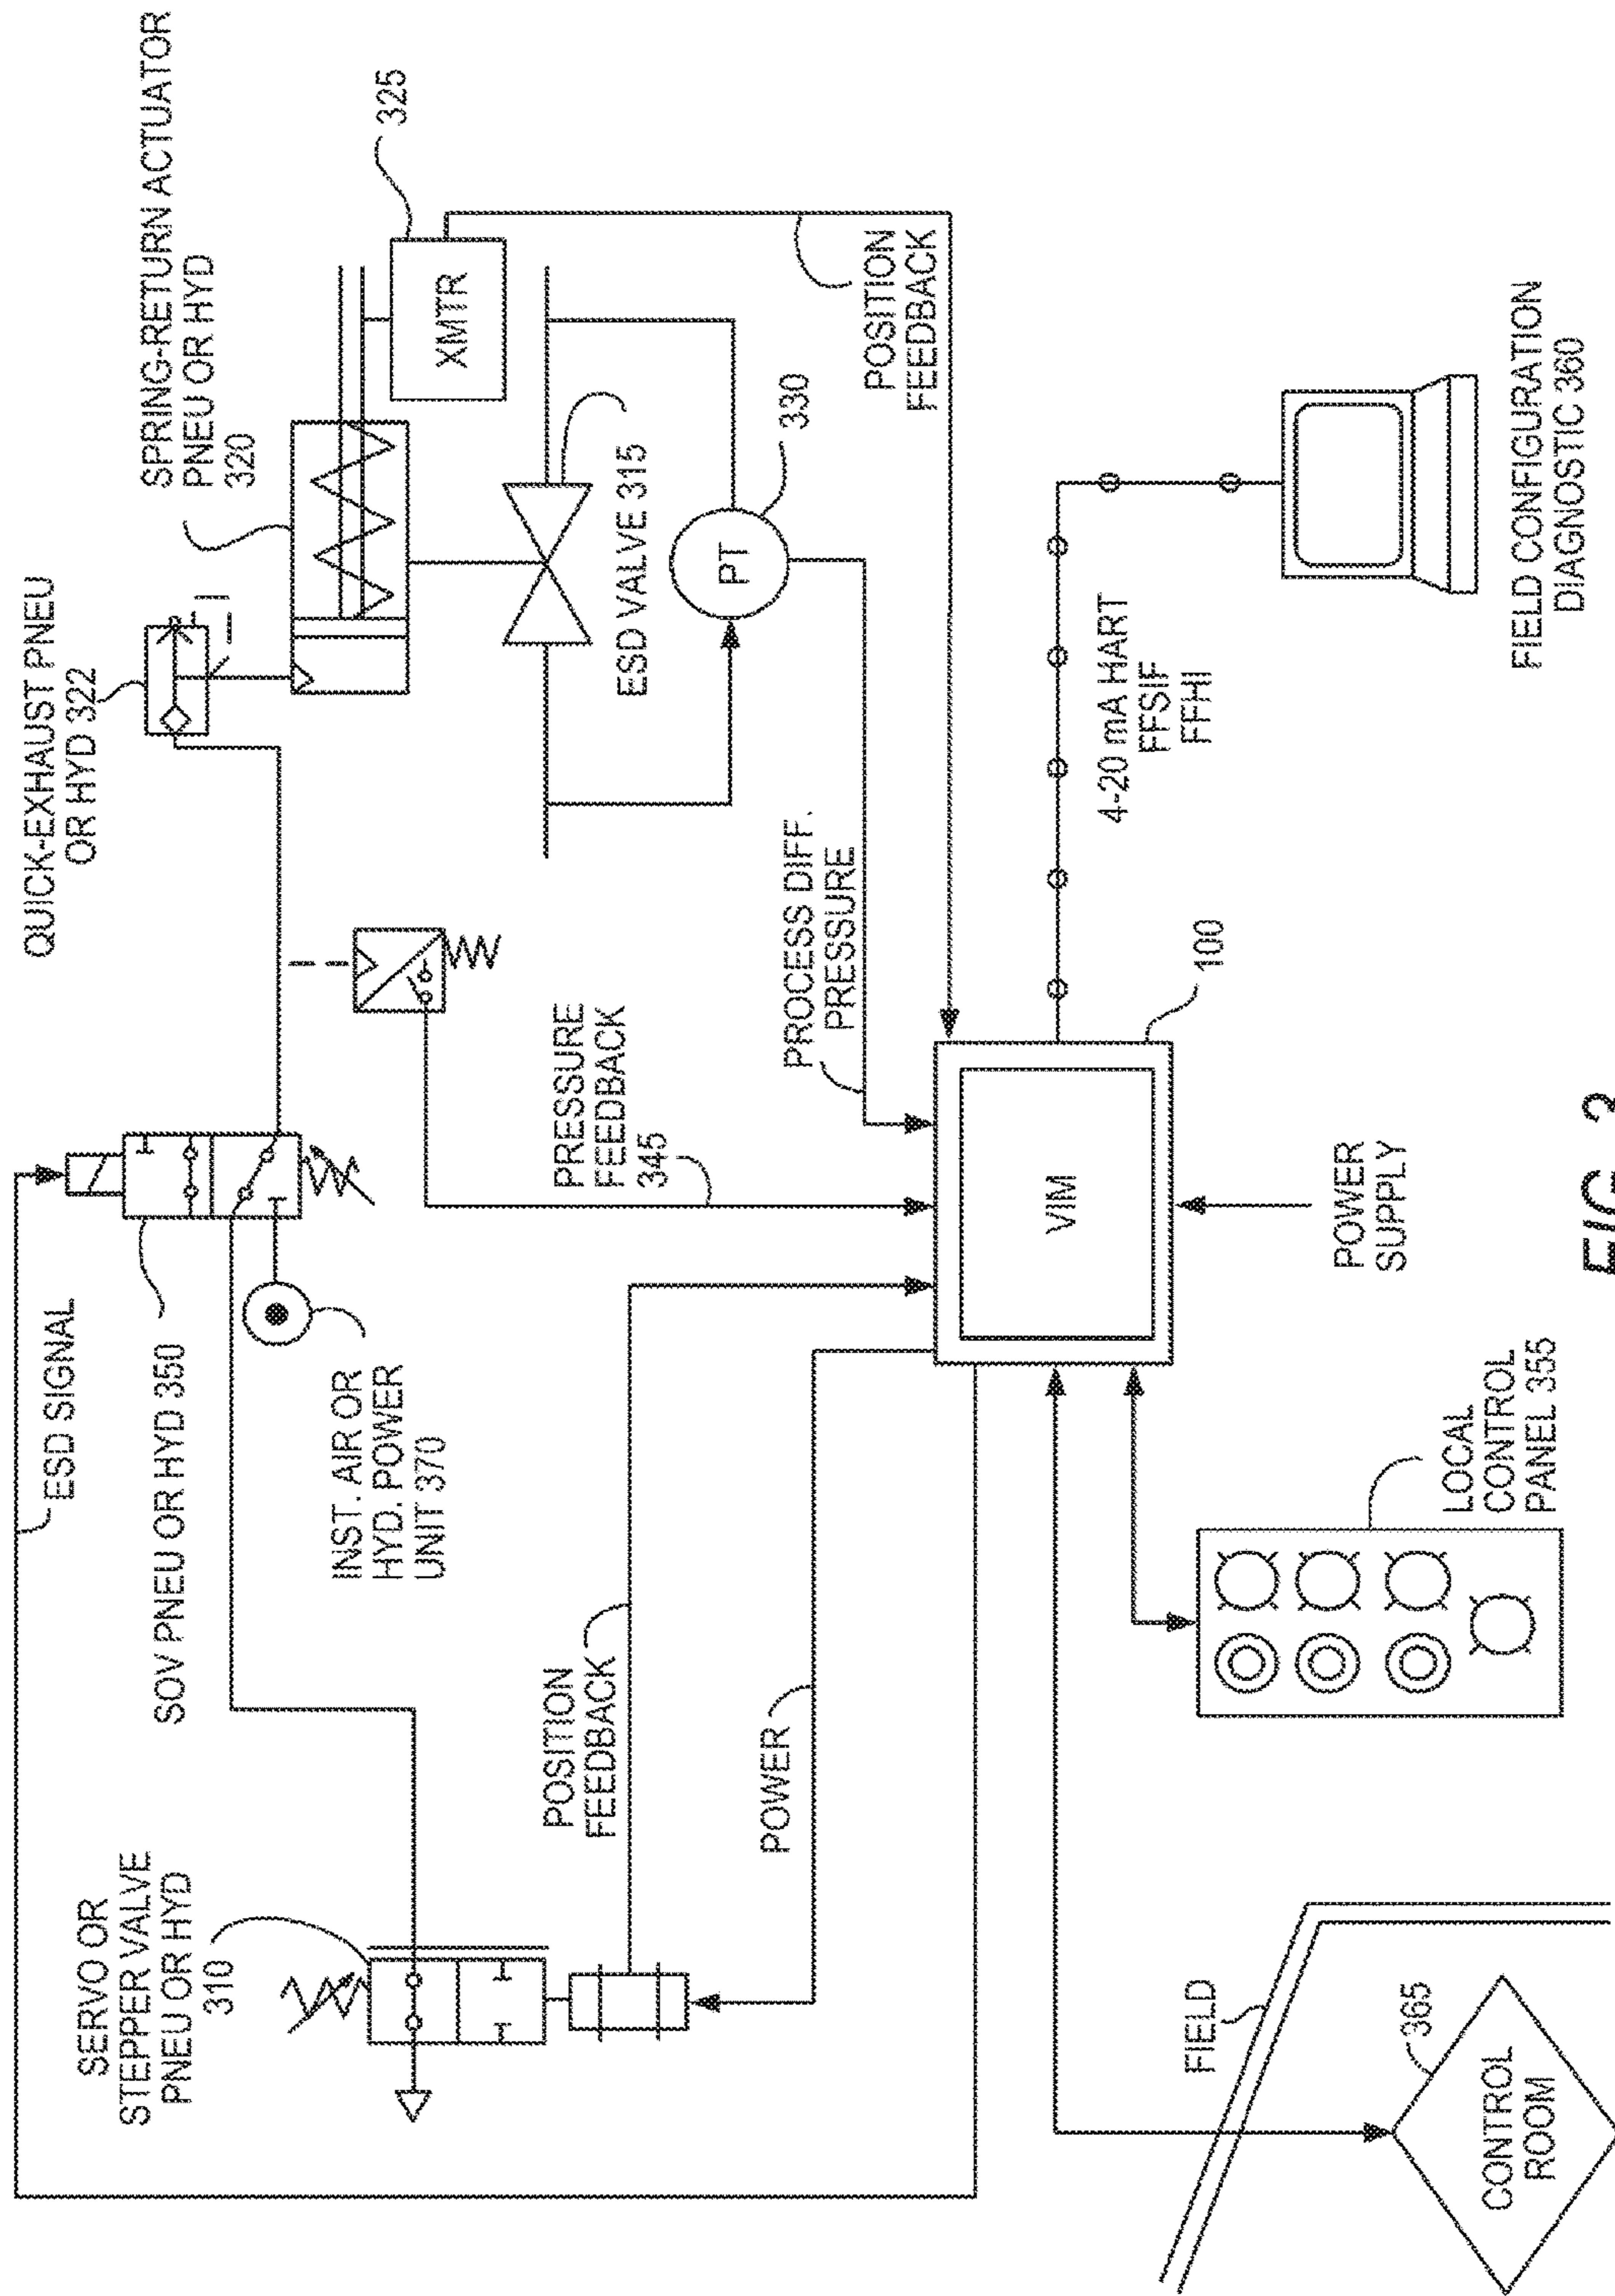 ESD SIGNAL
QUICK-EXHAUST PNEU
OR HYD 322
SPRING-RETURN ACTUATOR
PNEU OR HYD
320
SERVO OR
STEPPER VALVE
PNEU OR HYD
310
SOV PNEU OR HYD 350
INST. AIR OR
HYD. POWER
UNIT 370
325
XMTR
ESD VALVE 315
PT
330
POSITION
FEEDBACK
POSITION
FEEDBACK
PRESSURE
FEEDBACK
345
PROCESS DIFF.
PRESSURE
POWER
VIM
100
4-20 mA HART
FFSIF
FFHI
POWER
SUPPLY
FIELD
CONTROL
ROOM
365
LOCAL
CONTROL
PANEL 355
FIELD CONFIGURATION
DIAGNOSTIC 360